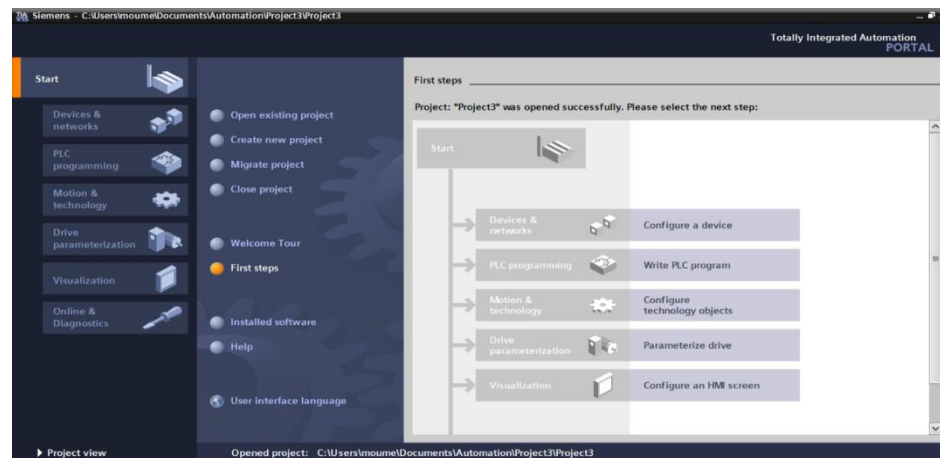 Siemens - C:\Users\moume\Documents\Automation\Project3\Project3
Totally Integrated Automation
PORTAL
Start
Devices &
networks
PLC
programming
Motion &
technology
Drive
parameterization
Visualization
Online &
Diagnostics
Open existing project
Create new project
Migrate project
Close project
Welcome Tour
First steps
Installed software
Help
User interface language
First steps
Project: "Project3" was opened successfully. Please select the next step:
Start
Devices &
networks
Configure a device
PLC programming
Write PLC program
Motion &
technology
Configure
technology objects
Drive
parameterization
Parameterize drive
Visualization
Configure an HMI screen
Project view
Opened project: C:\Users\moume\Documents\Automation\Project3\Project3